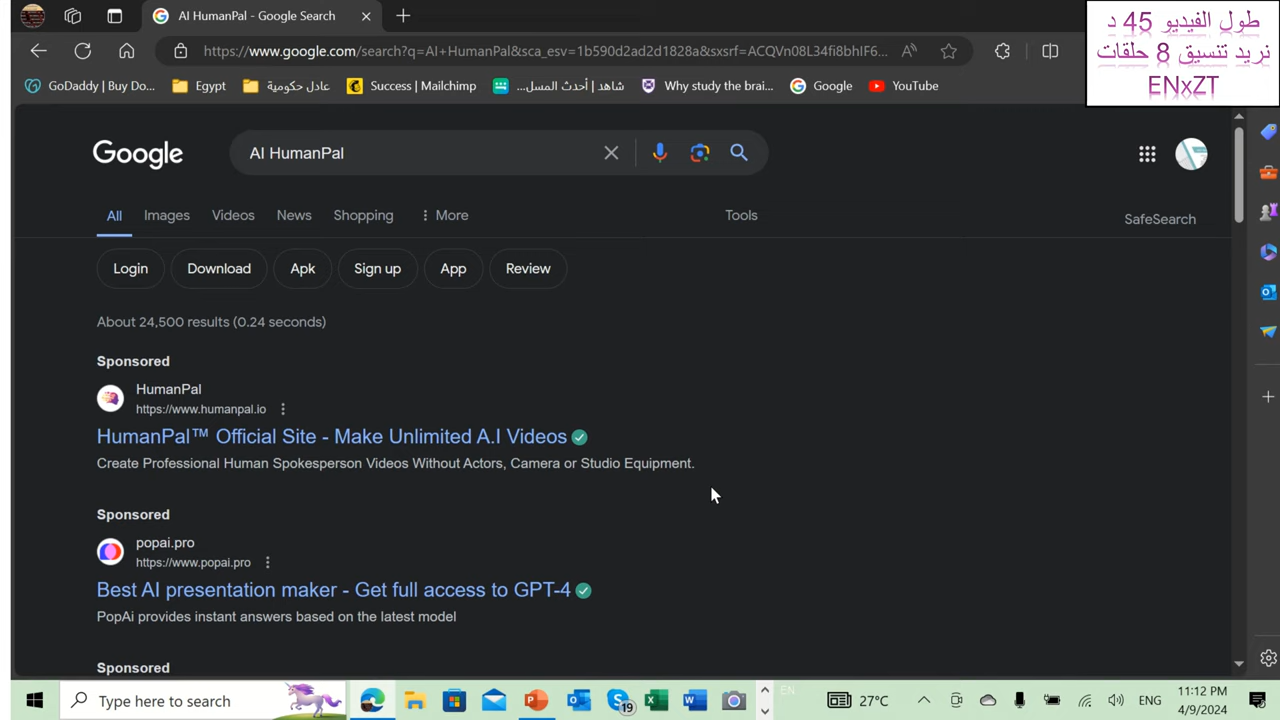 AI HumanPal - Google Search
https://www.google.com/search?q=AI+HumanPal&sca_esv=1b590d2ad2d1828a&sxsrf=ACQVn08L34fi8bhIF6...
GoDaddy | Buy Do...
Egypt
عادل حكومية
Success | Mailchi...
شاهد | أحدث المسل...
Why study the brai...
Google
YouTube
طول الفيديو 45 د
نريد تنسيق 8 حلقات
ENxZT
Google
AI HumanPal
All Images Videos News Shopping More Tools
SafeSearch
Login Download Apk Sign up App Review
About 24,500 results (0.24 seconds)
Sponsored
HumanPal
https://www.humanpal.io
HumanPal™ Official Site - Make Unlimited A.I Videos
Create Professional Human Spokesperson Videos Without Actors, Camera or Studio Equipment.
Sponsored
popai.pro
https://www.popai.pro
Best AI presentation maker - Get full access to GPT-4
PopAi provides instant answers based on the latest model
Sponsored
Type here to search
19
EN
27°C
ENG
11:12 PM
4/9/2024